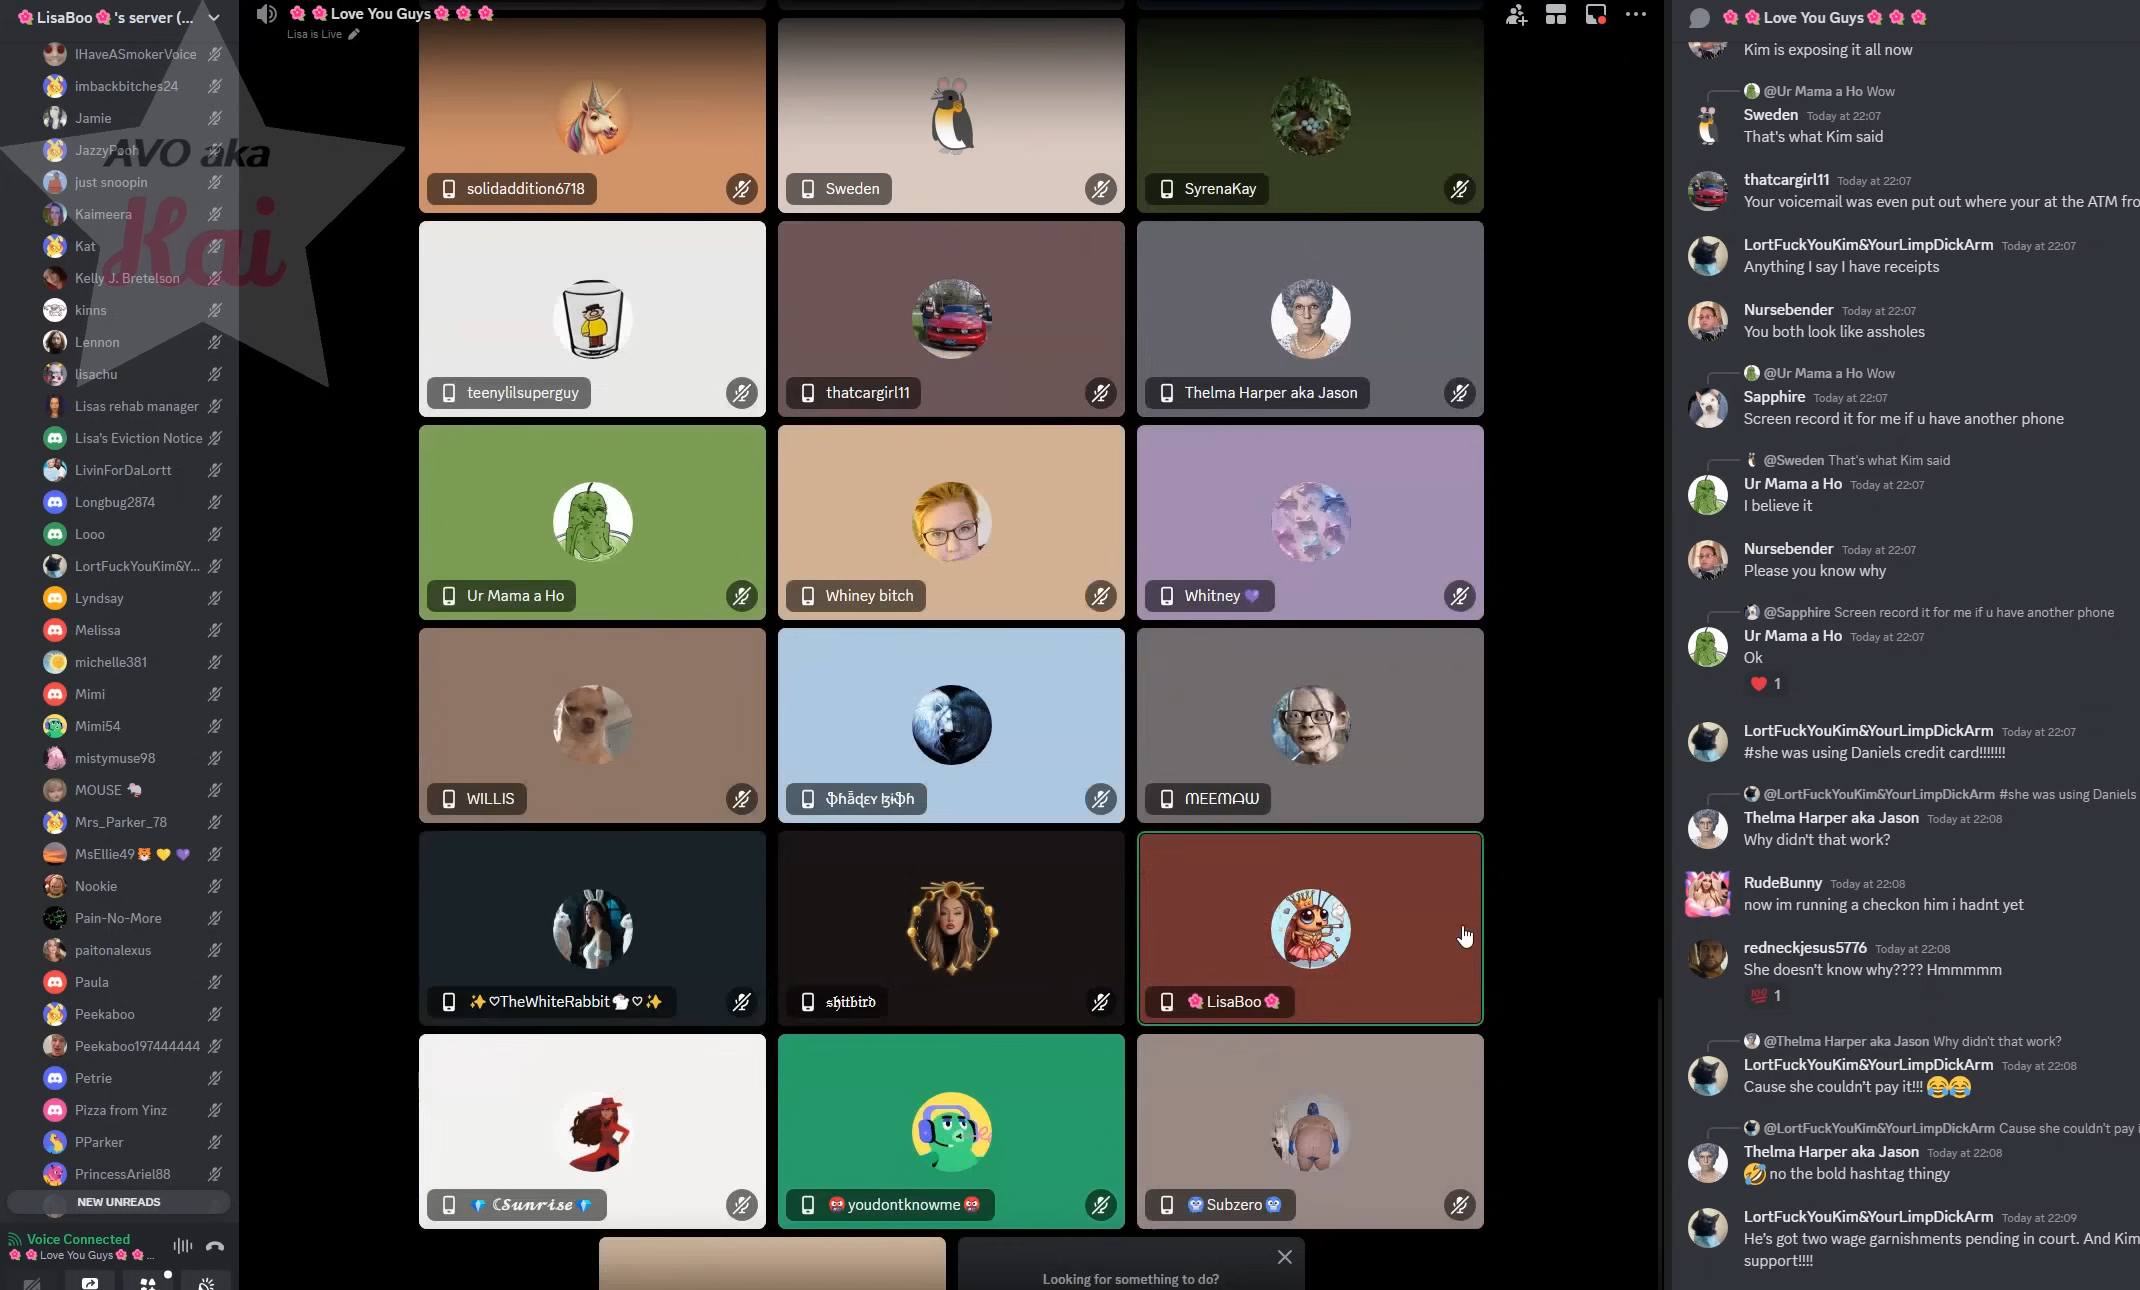 🌸LisaBoo🌸's server (...
IHaveASmokerVoice
imbackbitches24
Jamie
JazzyPooh
just snoopin
Kaimeera
Kat
Kelly J. Bretelson
kinns
Lennon
lisachu
Lisas rehab manager
Lisa's Eviction Notice
LivinForDaLortt
Longbug2874
Looo
LortFuckYouKim&Y...
Lyndsay
Melissa
michelle381
Mimi
Mimi54
mistymuse98
MOUSE 🐁
Mrs_Parker_78
MsEllie49🐯💛💜
Nookie
Pain-No-More
paitonalexus
Paula
Peekaboo
Peekaboo197444444
Petrie
Pizza from Yinz
PParker
PrincessAriel88
NEW UNREADS
Voice Connected
🌸🌸Love You Guys🌸🌸...
AVO aka
Kai
🌸🌸Love You Guys🌸🌸🌸
Lisa is Live
solidaddition6718
Sweden
SyrenaKay
teenylilsuperguy
thatcargirl11
Thelma Harper aka Jason
Ur Mama a Ho
Whiney bitch
Whitney💜
WILLIS
MEEMAW
✨♡TheWhiteRabbit🐇♡✨
𝖘𝖍𝖎𝖙𝖇𝖎𝖗𝖉
🌸LisaBoo🌸
💎☾𝓢𝓾𝓷𝓻𝓲𝓼𝓮💎
👹youdontknowme👹
🥶Subzero🥶
Looking for something to do?
🌸🌸Love You Guys🌸🌸🌸
Kim is exposing it all now
@Ur Mama a Ho Wow
Sweden Today at 22:07
That's what Kim said
thatcargirl11 Today at 22:07
Your voicemail was even put out where your at the ATM fro
LortFuckYouKim&YourLimpDickArm Today at 22:07
Anything I say I have receipts
Nursebender Today at 22:07
You both look like assholes
@Ur Mama a Ho Wow
Sapphire Today at 22:07
Screen record it for me if u have another phone
@Sweden That's what Kim said
Ur Mama a Ho Today at 22:07
I believe it
Nursebender Today at 22:07
Please you know why
@Sapphire Screen record it for me if u have another phone
Ur Mama a Ho Today at 22:07
Ok
❤️ 1
LortFuckYouKim&YourLimpDickArm Today at 22:07
#she was using Daniels credit card!!!!!!!
@LortFuckYouKim&YourLimpDickArm #she was using Daniels
Thelma Harper aka Jason Today at 22:08
Why didn't that work?
RudeBunny Today at 22:08
now im running a checkon him i hadnt yet
redneckjesus5776 Today at 22:08
She doesn't know why???? Hmmmmm
💯 1
@Thelma Harper aka Jason Why didn't that work?
LortFuckYouKim&YourLimpDickArm Today at 22:08
Cause she couldn't pay it!!! 😂😂
@LortFuckYouKim&YourLimpDickArm Cause she couldn't pay i
Thelma Harper aka Jason Today at 22:08
🤣 no the bold hashtag thingy
LortFuckYouKim&YourLimpDickArm Today at 22:09
He's got two wage garnishments pending in court. And Kim
support!!!!